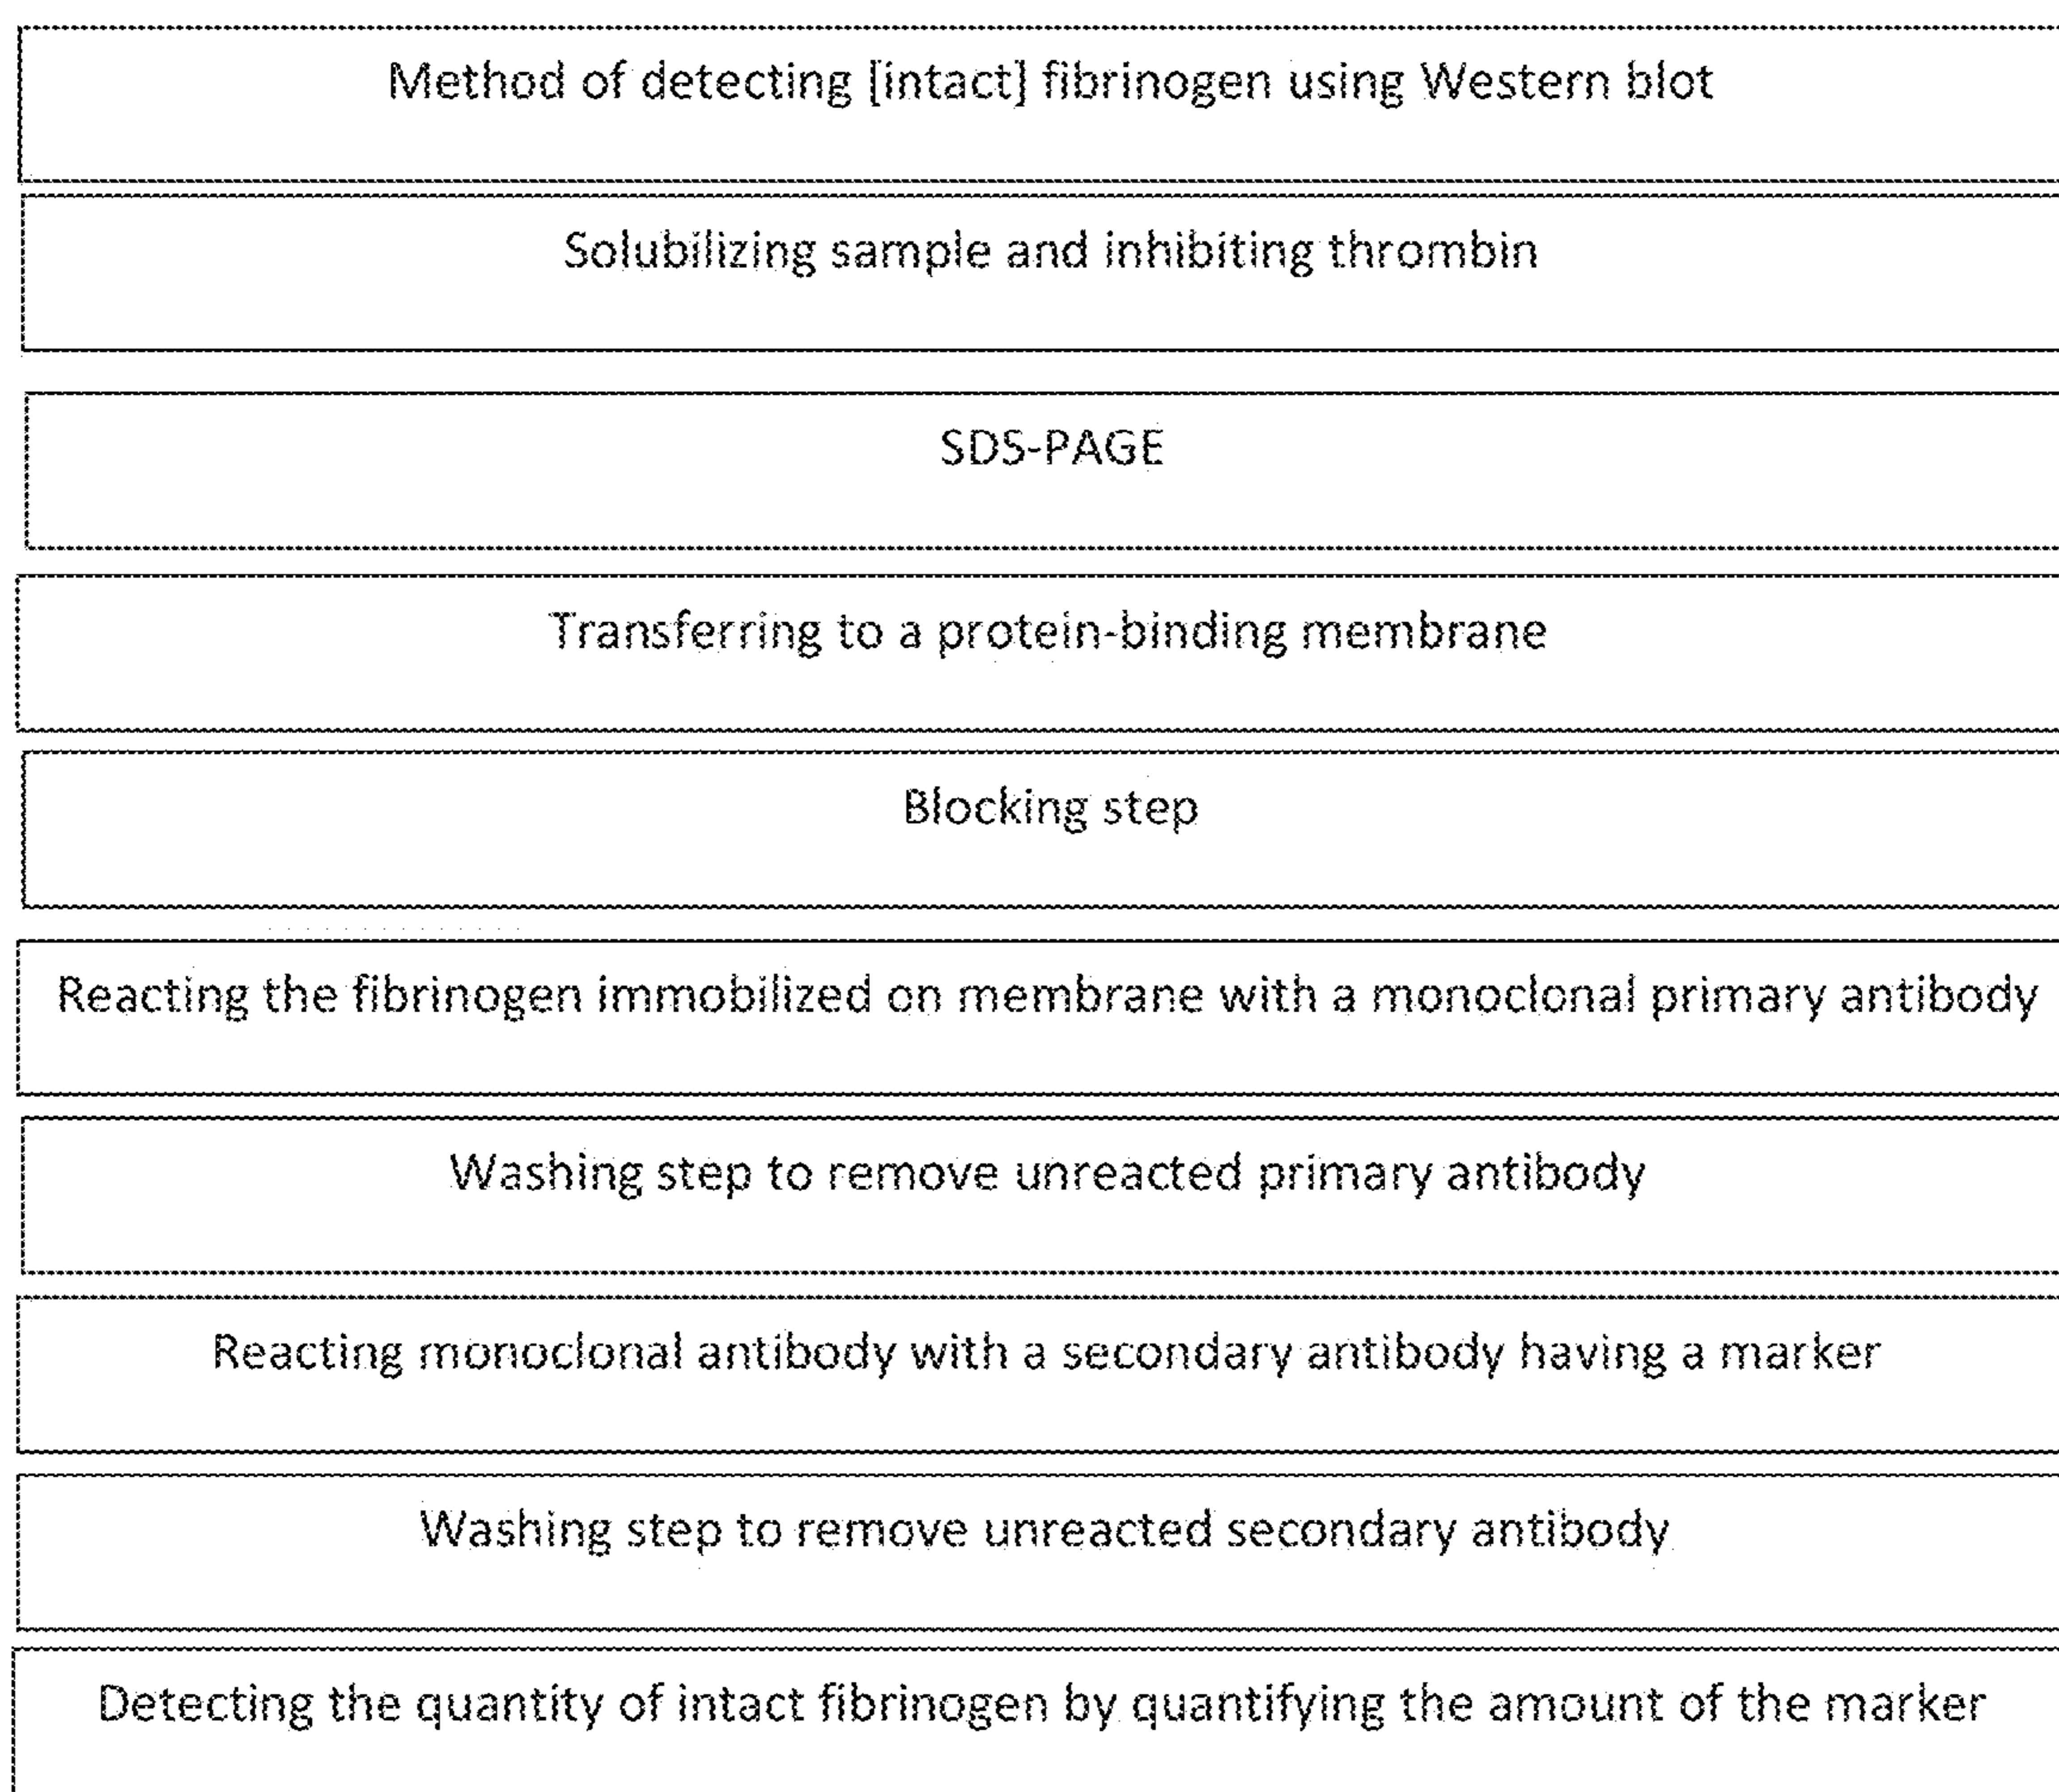 Method of detecting [intact] fibrinogen using Western blot
Solubilizing sample and inhibiting thrombin
SDS-PAGE
Transferring to a protein-binding membrane
Blocking step
Reacting the fibrinogen immobilized on membrane with a monoclonal primary antibody
Washing step to remove unreacted primary antibody
Reacting monoclonal antibody with a secondary antibody having a marker
Washing step to remove unreacted secondary antibody
Detecting the quantity of intact fibrinogen by quantifying the amount of the marker